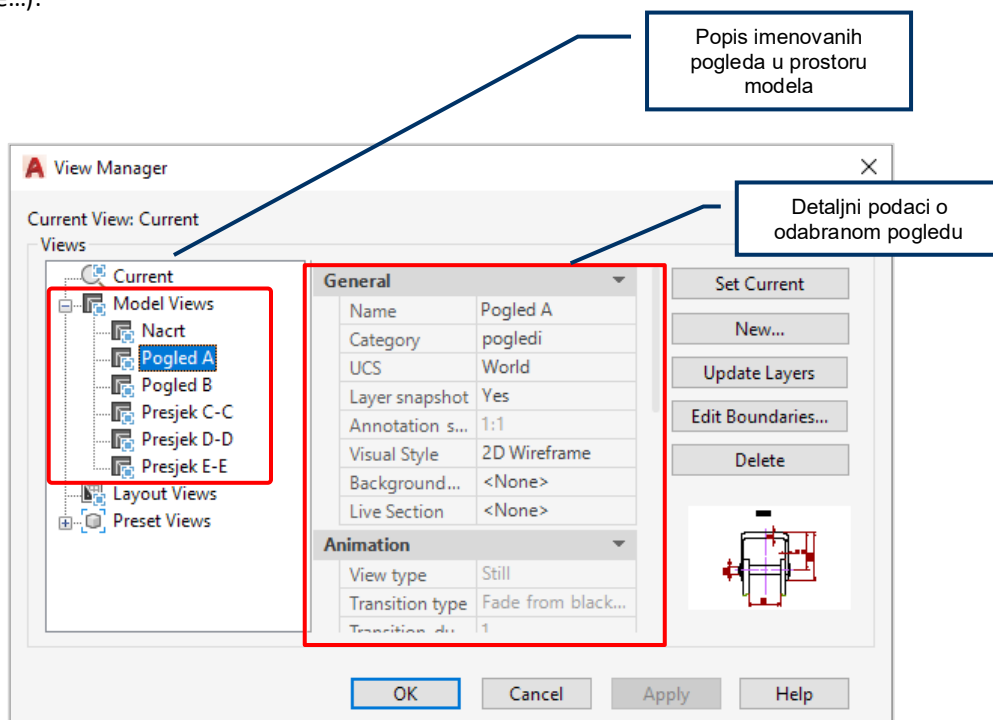 ...).
Popis imenovanih
pogleda u prostoru
modela
View Manager
Detaljni podaci o
odabranom pogledu
Current View: Current
Views
Current
Model Views
Nacrt
Pogled A
Pogled B
Presjek C-C
Presjek D-D
Presjek E-E
Layout Views
Preset Views
General
Name Pogled A
Category pogledi
UCS World
Layer snapshot Yes
Annotation s... 1:1
Visual Style 2D Wireframe
Background... <None>
Live Section <None>
Animation
View type Still
Transition type Fade from black...
Transition du 1
Set Current
New...
Update Layers
Edit Boundaries...
Delete
OK
Cancel
Apply
Help